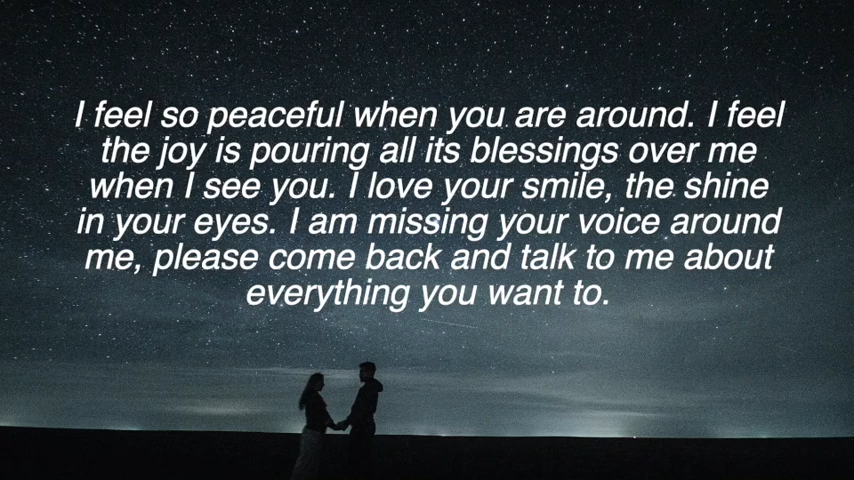 I feel so peaceful when you are around. I feel
the joy is pouring all its blessings over me
when I see you. I love your smile, the shine
in your eyes. I am missing your voice around
me, please come back and talk to me about
everything you want to.